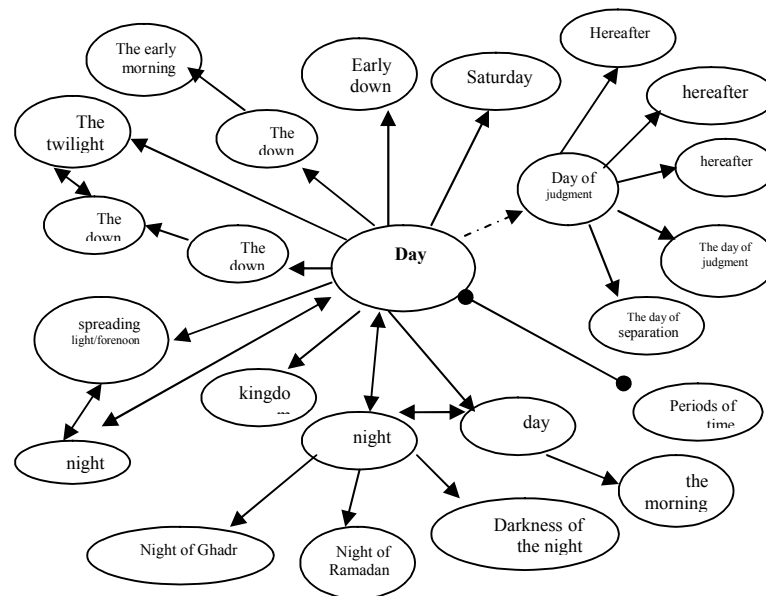 The early
morning
Early
down
Saturday
Hereafter
hereafter
The
twilight
The
down
hereafter
Day of
judgment
The
down
The
down
Day
The day of
judgment
spreading
light/forenoon
The day of
separation
kingdo
m
Periods of
time
night
day
night
the
morning
Night of Ghadr
Night of
Ramadan
Darkness of
the night